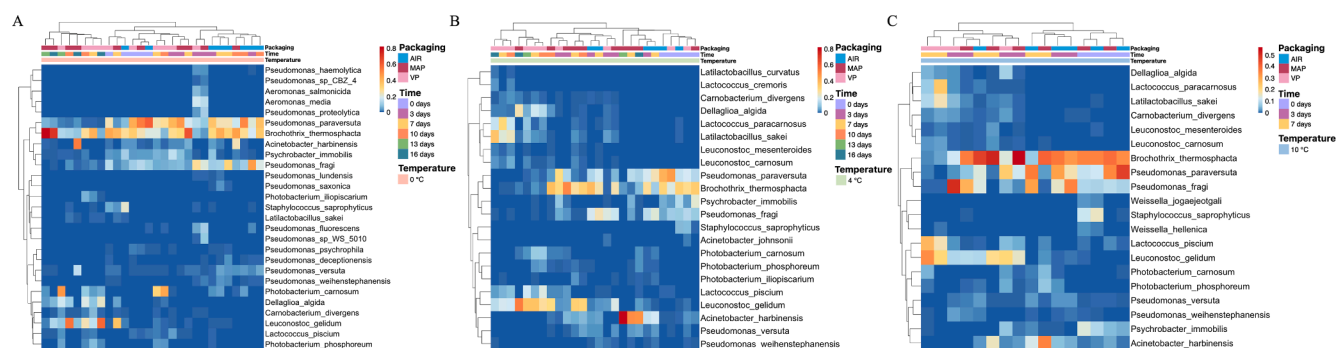 A
Packaging
Time
Temperature
Pseudomonas_haemolytica
Pseudomonas_sp_CBZ_4
Aeromonas_salmonicida
Aeromonas_media
Pseudomonas_proteolytica
Pseudomonas_paraversuta
Brochothrix_thermosphacta
Acinetobacter_harbinensis
Psychrobacter_immobilis
Pseudomonas_fragi
Pseudomonas_lundensis
Pseudomonas_saxonica
Photobacterium_iliopiscarium
Staphylococcus_saprophyticus
Latilactobacillus_sakei
Pseudomonas_fluorescens
Pseudomonas_sp_WS_5010
Pseudomonas_psychrophila
Pseudomonas_deceptionensis
Pseudomonas_versuta
Pseudomonas_weihenstephanensis
Photobacterium_carnosum
Dellaglioa_algida
Carnobacterium_divergens
Leuconostoc_gelidum
Lactococcus_piscium
Photobacterium_phosphoreum
0.8
0.6
0.4
0.2
0
Packaging
AIR
MAP
VP
Time
0 days
3 days
7 days
10 days
13 days
16 days
Temperature
0 °C
B
Packaging
Time
Temperature
Latilactobacillus_curvatus
Lactococcus_cremoris
Carnobacterium_divergens
Dellaglioa_algida
Lactococcus_paracarnosus
Latilactobacillus_sakei
Leuconostoc_mesenteroides
Leuconostoc_carnosum
Pseudomonas_paraversuta
Brochothrix_thermosphacta
Psychrobacter_immobilis
Pseudomonas_fragi
Staphylococcus_saprophyticus
Acinetobacter_johnsonii
Photobacterium_carnosum
Photobacterium_phosphoreum
Photobacterium_iliopiscarium
Lactococcus_piscium
Leuconostoc_gelidum
Acinetobacter_harbinensis
Pseudomonas_versuta
Pseudomonas_weihenstephanensis
0.8
0.6
0.4
0.2
0
Packaging
AIR
MAP
VP
Time
0 days
3 days
7 days
10 days
13 days
16 days
Temperature
4 °C
C
Packaging
Time
Temperature
Dellaglioa_algida
Lactococcus_paracarnosus
Latilactobacillus_sakei
Carnobacterium_divergens
Leuconostoc_mesenteroides
Leuconostoc_carnosum
Brochothrix_thermosphacta
Pseudomonas_paraversuta
Pseudomonas_fragi
Weissella_jogaejeotgali
Staphylococcus_saprophyticus
Weissella_hellenica
Lactococcus_piscium
Leuconostoc_gelidum
Photobacterium_carnosum
Photobacterium_phosphoreum
Pseudomonas_versuta
Pseudomonas_weihenstephanensis
Psychrobacter_immobilis
Acinetobacter_harbinensis
0.5
0.4
0.3
0.2
0.1
0
Packaging
AIR
MAP
VP
Time
0 days
3 days
7 days
Temperature
10 °C